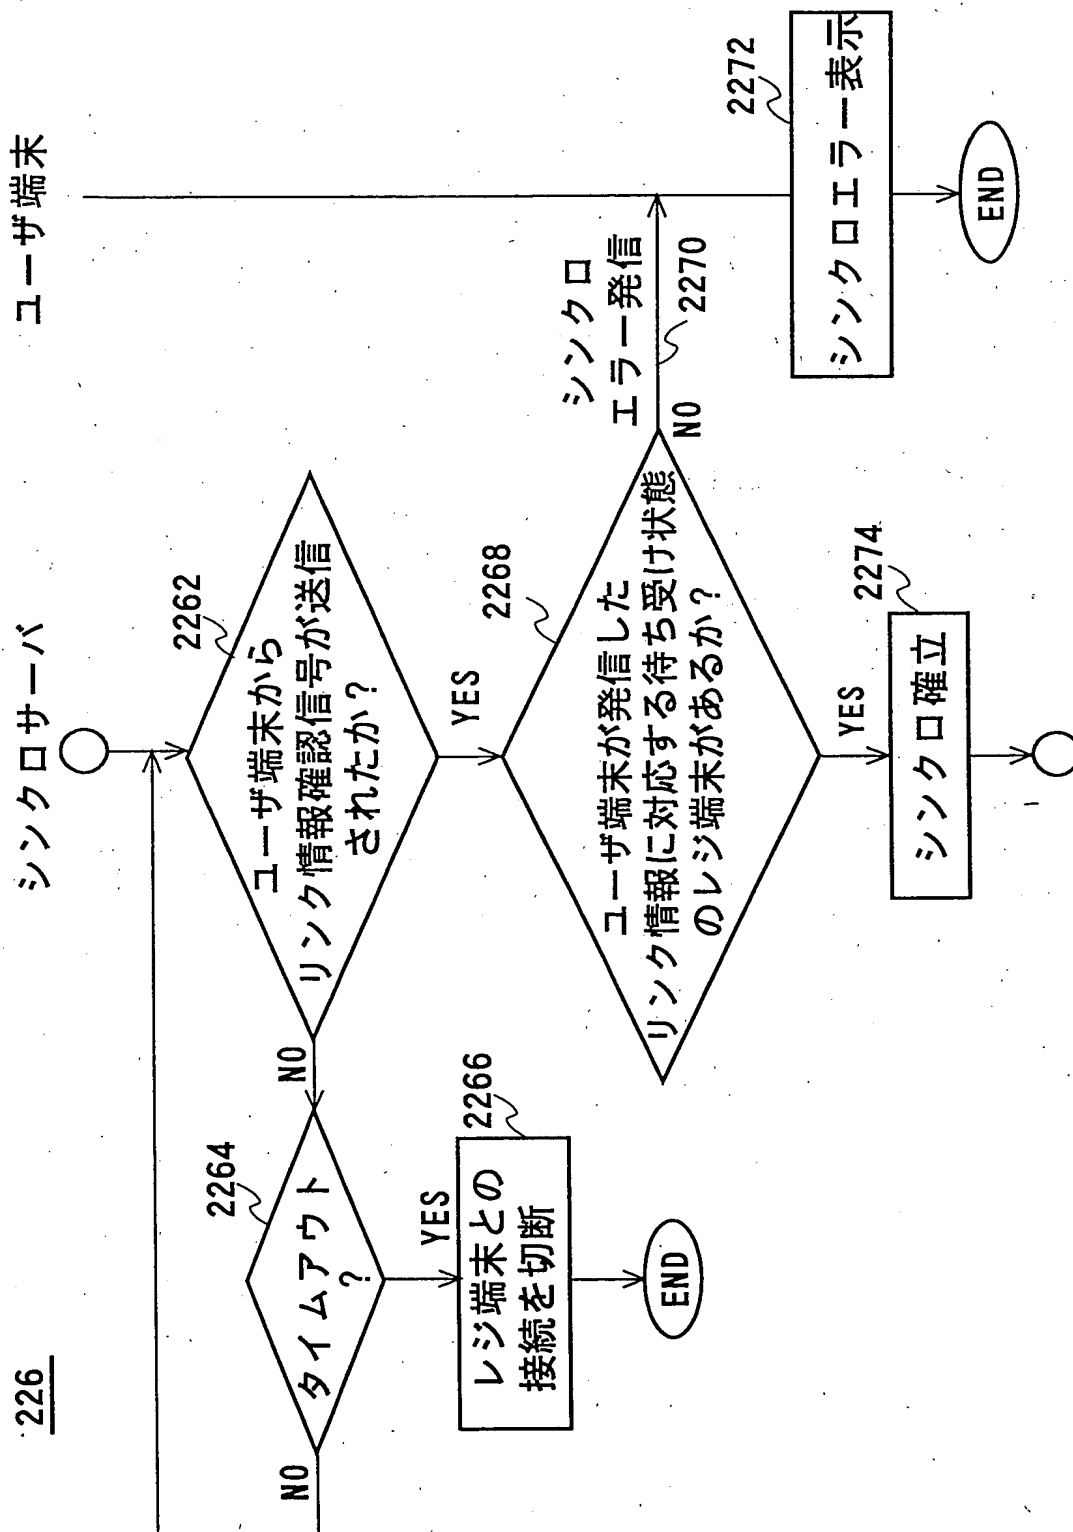 226
シンクロサーバ
ユーザ端末
2262
ユーザ端末から
リンク情報確認信号が送信
されたか?
NO
YES
2264
タイムアウト
?
NO
YES
2266
レジ端末との
接続を切断
END
2268
ユーザ端末が発信した
リンク情報に対応する待ち受け状態
のレジ端末があるか?
NO
YES
シンクロ
エラー発信
2270
2272
シンクロエラー表示
END
2274
シンクロ確立